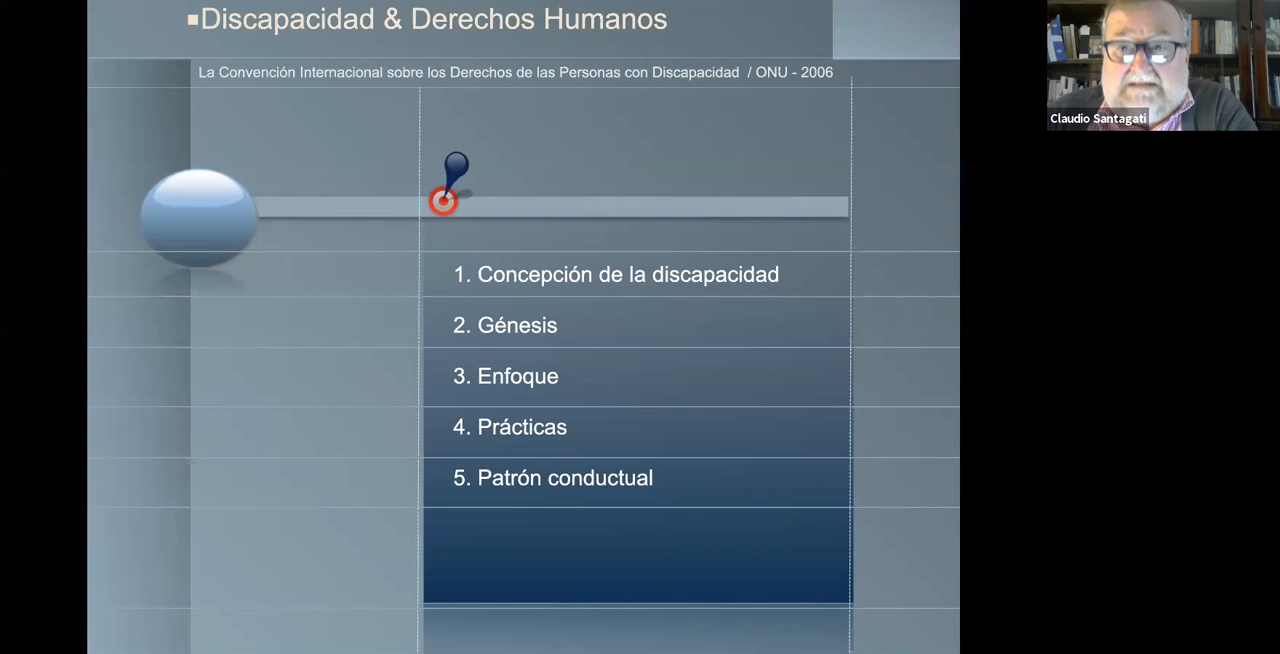 ▪Discapacidad & Derechos Humanos
La Convención Internacional sobre los Derechos de las Personas con Discapacidad / ONU - 2006
1. Concepción de la discapacidad
2. Génesis
3. Enfoque
4. Prácticas
5. Patrón conductual
Claudio Santagati